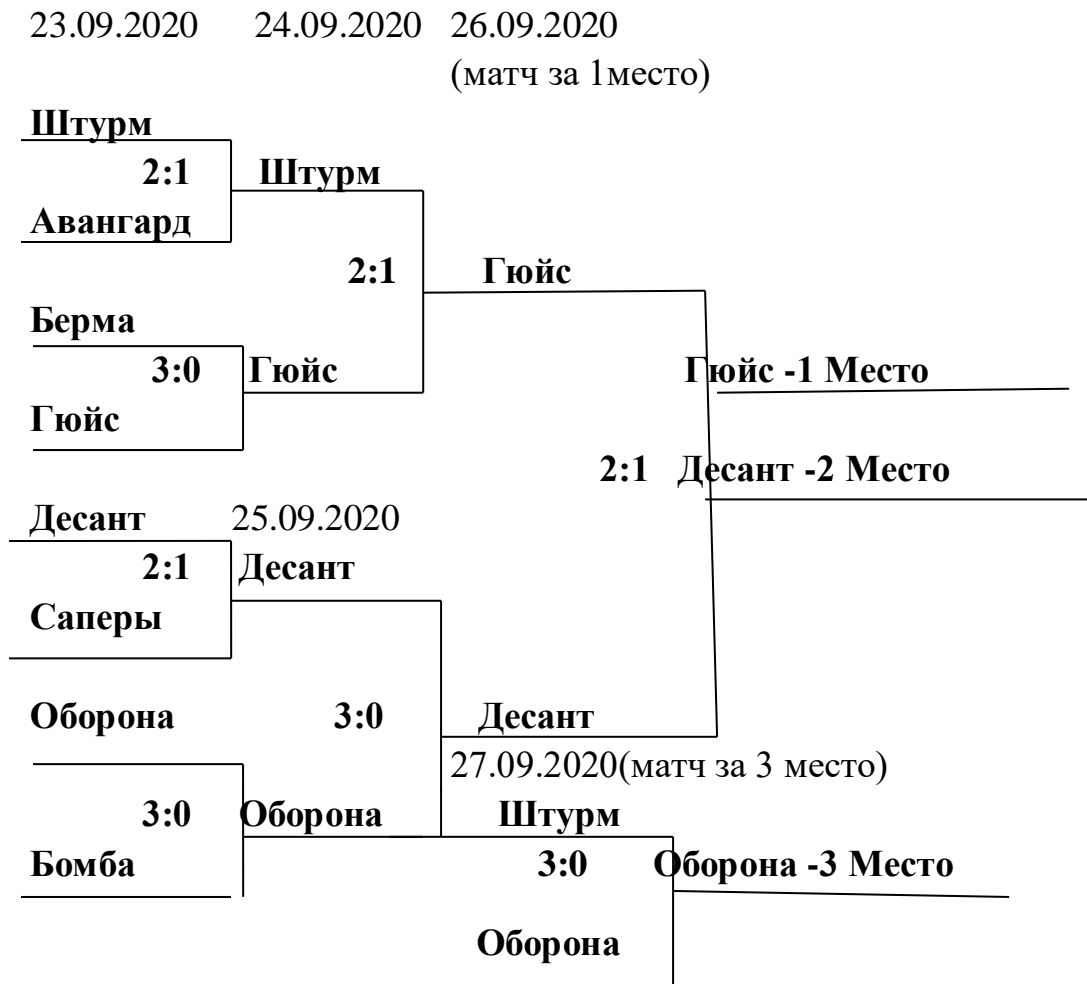 23.09.2020 24.09.2020 26.09.2020
(матч за 1место)
Штурм
2:1 Штурм
Авангард
2:1 Гюйс
Берма
3:0 Гюйс Гюйс -1 Место
Гюйс
2:1 Десант -2 Место
Десант 25.09.2020
2:1 Десант
Саперы
Оборона 3:0 Десант
27.09.2020(матч за 3 место)
3:0 Оборона Штурм
Бомба 3:0 Оборона -3 Место
Оборона